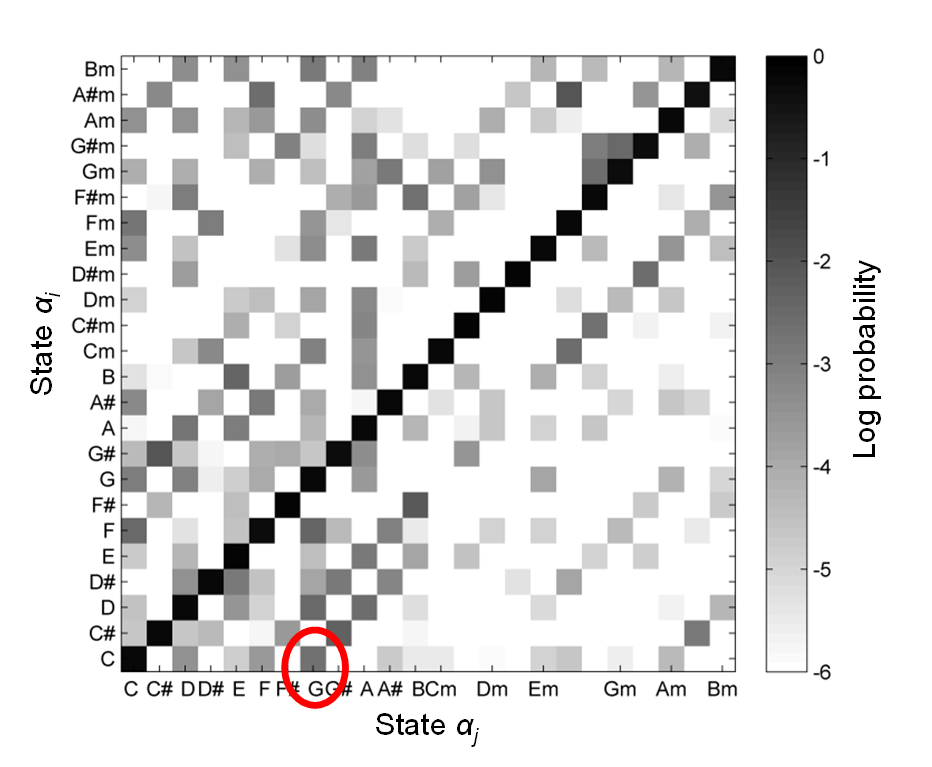 Bm
A#m
Am
G#m
Gm
F#m
Fm
Em
D#m
Dm
C#m
Cm
B
A#
A
G#
G
F#
F
E
D#
D
C#
C
State αi
C C# D D# E F F# G G# A A# B Cm Dm Em Gm Am Bm
State αj
0
-1
-2
-3
-4
-5
-6
Log probability